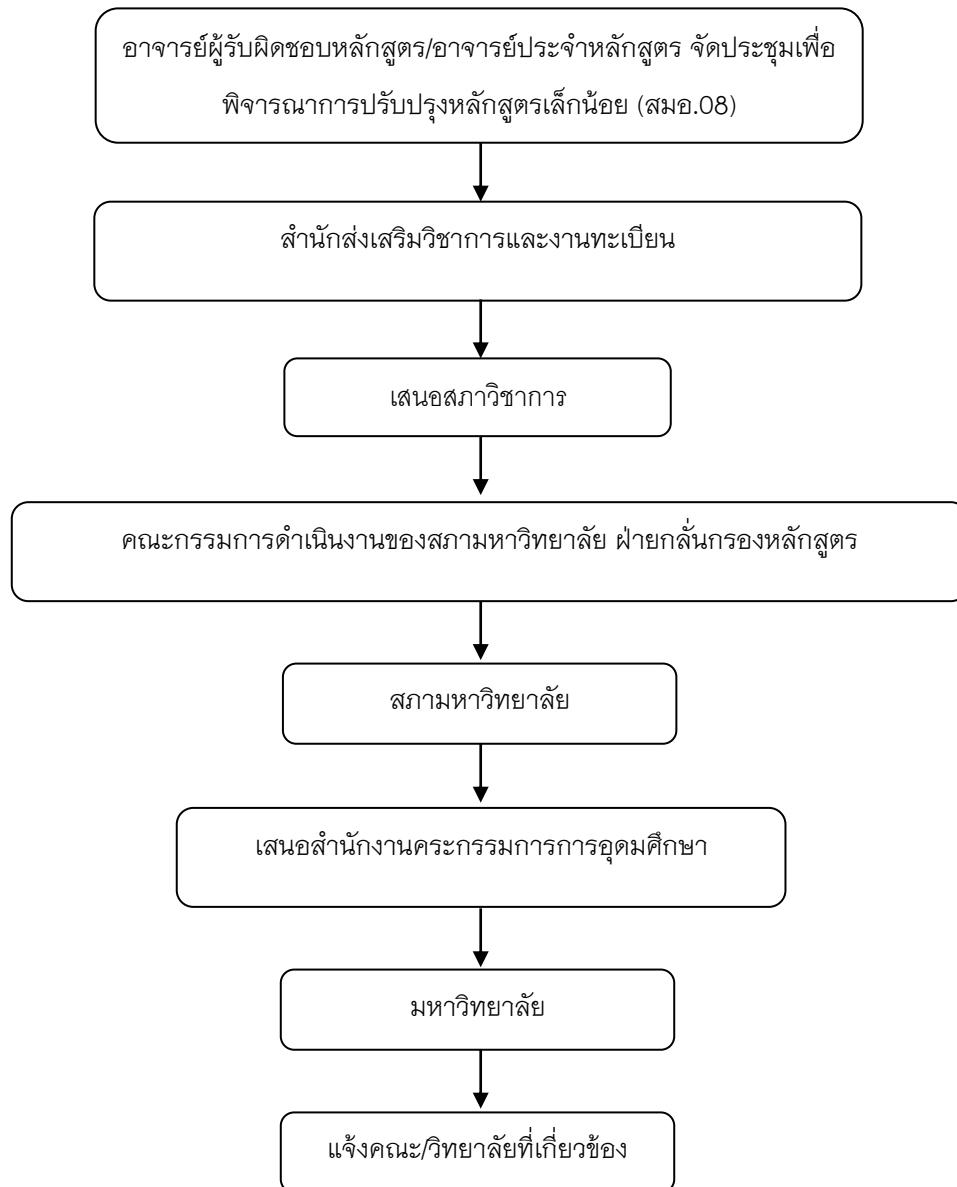 อาจารย์ผู้รับผิดชอบหลักสูตร/อาจารย์ประจำหลักสูตร จัดประชุมเพื่อ
พิจารณาการปรับปรุงหลักสูตรเล็กน้อย (สมอ.08)
สำนักส่งเสริมวิชาการและงานทะเบียน
เสนอสภาวิชาการ
คณะกรรมการดำเนินงานของสภามหาวิทยาลัย ฝ่ายกลั่นกรองหลักสูตร
สภามหาวิทยาลัย
เสนอสำนักงานคระกรรมการการอุดมศึกษา
มหาวิทยาลัย
แจ้งคณะ/วิทยาลัยที่เกี่ยวข้อง